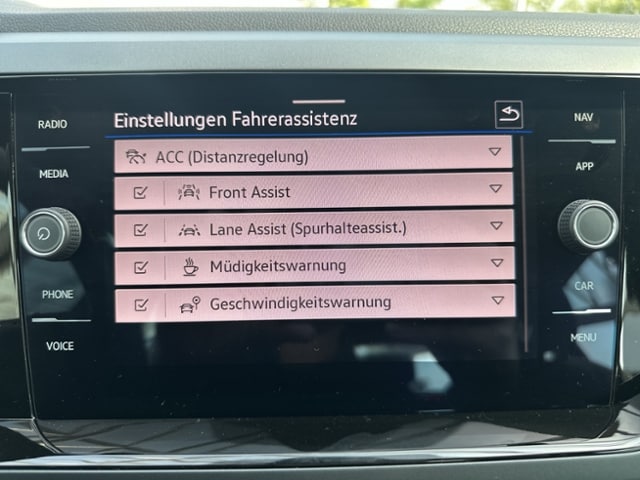 RADIO
MEDIA
PHONE
VOICE
Einstellungen Fahrerassistenz
ACC (Distanzregelung)
Front Assist
Lane Assist (Spurhalteassist.)
Müdigkeitswarnung
Geschwindigkeitswarnung
NAV
APP
CAR
MENU